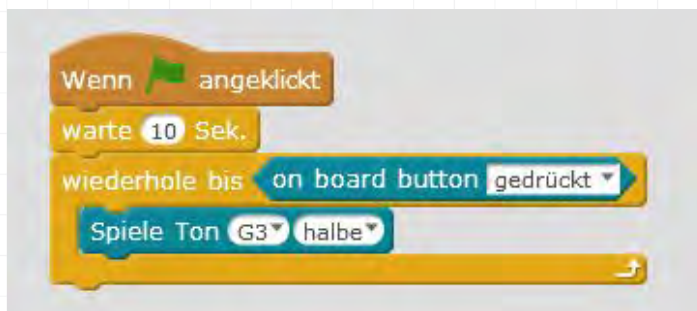 Wenn angeklickt
warte 10 Sek.
wiederhole bis on board button gedrückt
Spiele Ton G3 halbe